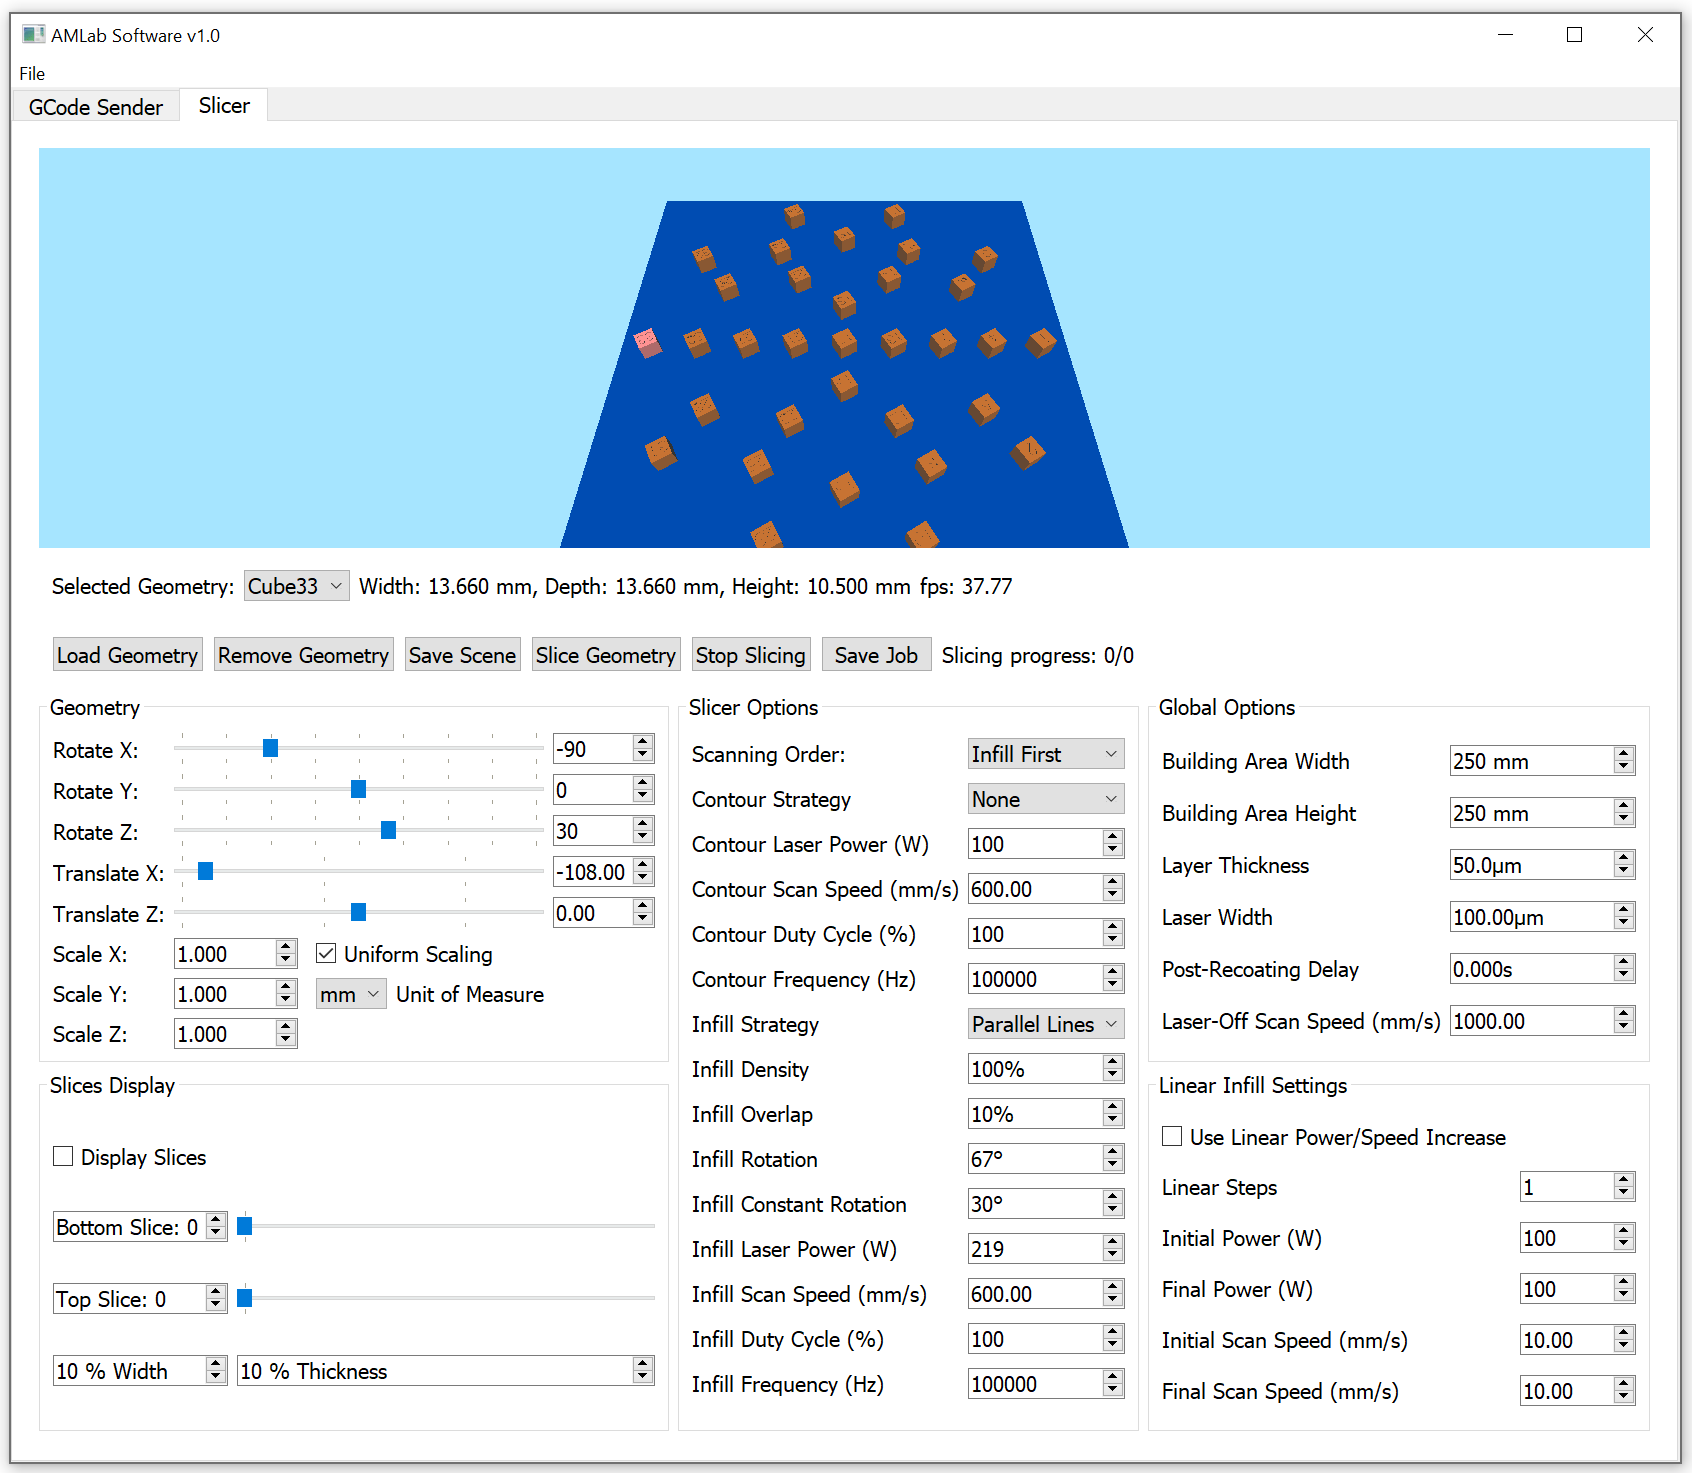 AMLab Software v1.0
File
GCode Sender Slicer
Selected Geometry: Cube33 Width: 13.660 mm, Depth: 13.660 mm, Height: 10.500 mm fps: 37.77
Load Geometry Remove Geometry Save Scene Slice Geometry Stop Slicing Save Job Slicing progress: 0/0
Geometry
Rotate X: -90
Rotate Y: 0
Rotate Z: 30
Translate X: -108.00
Translate Z: 0.00
Scale X: 1.000 Uniform Scaling
Scale Y: 1.000 mm Unit of Measure
Scale Z: 1.000
Slices Display
Display Slices
Bottom Slice: 0
Top Slice: 0
10 % Width 10 % Thickness
Slicer Options
Scanning Order: Infill First
Contour Strategy None
Contour Laser Power (W) 100
Contour Scan Speed (mm/s) 600.00
Contour Duty Cycle (%) 100
Contour Frequency (Hz) 100000
Infill Strategy Parallel Lines
Infill Density 100%
Infill Overlap 10%
Infill Rotation 67°
Infill Constant Rotation 30°
Infill Laser Power (W) 219
Infill Scan Speed (mm/s) 600.00
Infill Duty Cycle (%) 100
Infill Frequency (Hz) 100000
Global Options
Building Area Width 250 mm
Building Area Height 250 mm
Layer Thickness 50.0µm
Laser Width 100.00µm
Post-Recoating Delay 0.000s
Laser-Off Scan Speed (mm/s) 1000.00
Linear Infill Settings
Use Linear Power/Speed Increase
Linear Steps 1
Initial Power (W) 100
Final Power (W) 100
Initial Scan Speed (mm/s) 10.00
Final Scan Speed (mm/s) 10.00